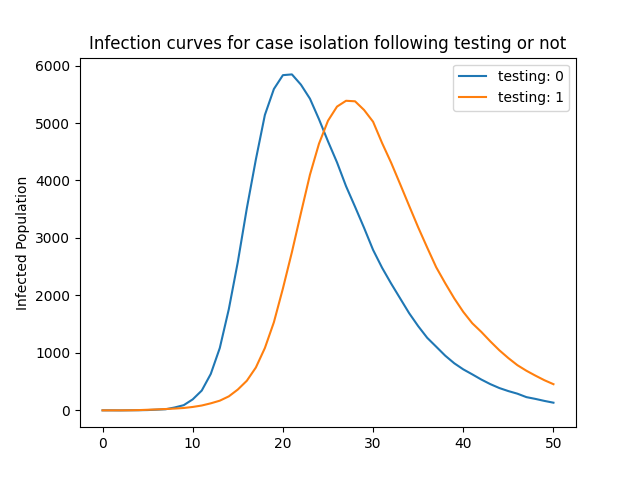 Infection curves for case isolation following testing or not
testing: 0
testing: 1
Infected Population
6000
5000
4000
3000
2000
1000
0
0 10 20 30 40 50